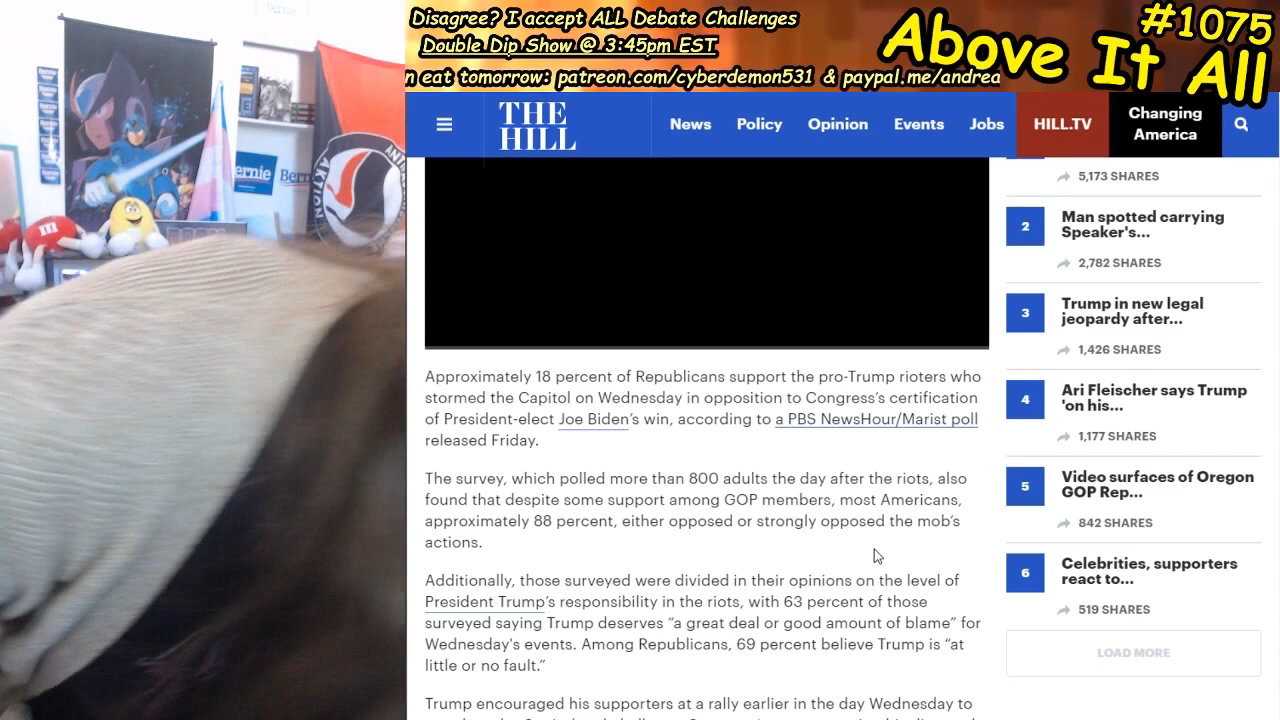 Disagree? I accept ALL Debate Challenges
Double Dip Show @ 3:45pm EST
n eat tomorrow: patreon.com/cyberdemon531 & paypal.me/andrea
#1075
Above It All
THE
HILL
News
Policy
Opinion
Events
Jobs
HILL.TV
Changing
America
Approximately 18 percent of Republicans support the pro-Trump rioters who
stormed the Capitol on Wednesday in opposition to Congress's certification
of President-elect Joe Biden's win, according to a PBS NewsHour/Marist poll
released Friday.
The survey, which polled more than 800 adults the day after the riots, also
found that despite some support among GOP members, most Americans,
approximately 88 percent, either opposed or strongly opposed the mob's
actions.
Additionally, those surveyed were divided in their opinions on the level of
President Trump's responsibility in the riots, with 63 percent of those
surveyed saying Trump deserves “a great deal or good amount of blame” for
Wednesday's events. Among Republicans, 69 percent believe Trump is “at
little or no fault.”
Trump encouraged his supporters at a rally earlier in the day Wednesday to
5,173 SHARES
2
Man spotted carrying
Speaker's...
2,782 SHARES
3
Trump in new legal
jeopardy after...
1,426 SHARES
4
Ari Fleischer says Trump
'on his...
1,177 SHARES
5
Video surfaces of Oregon
GOP Rep...
842 SHARES
6
Celebrities, supporters
react to...
519 SHARES
LOAD MORE
Bernie
Bern
AKTION
m